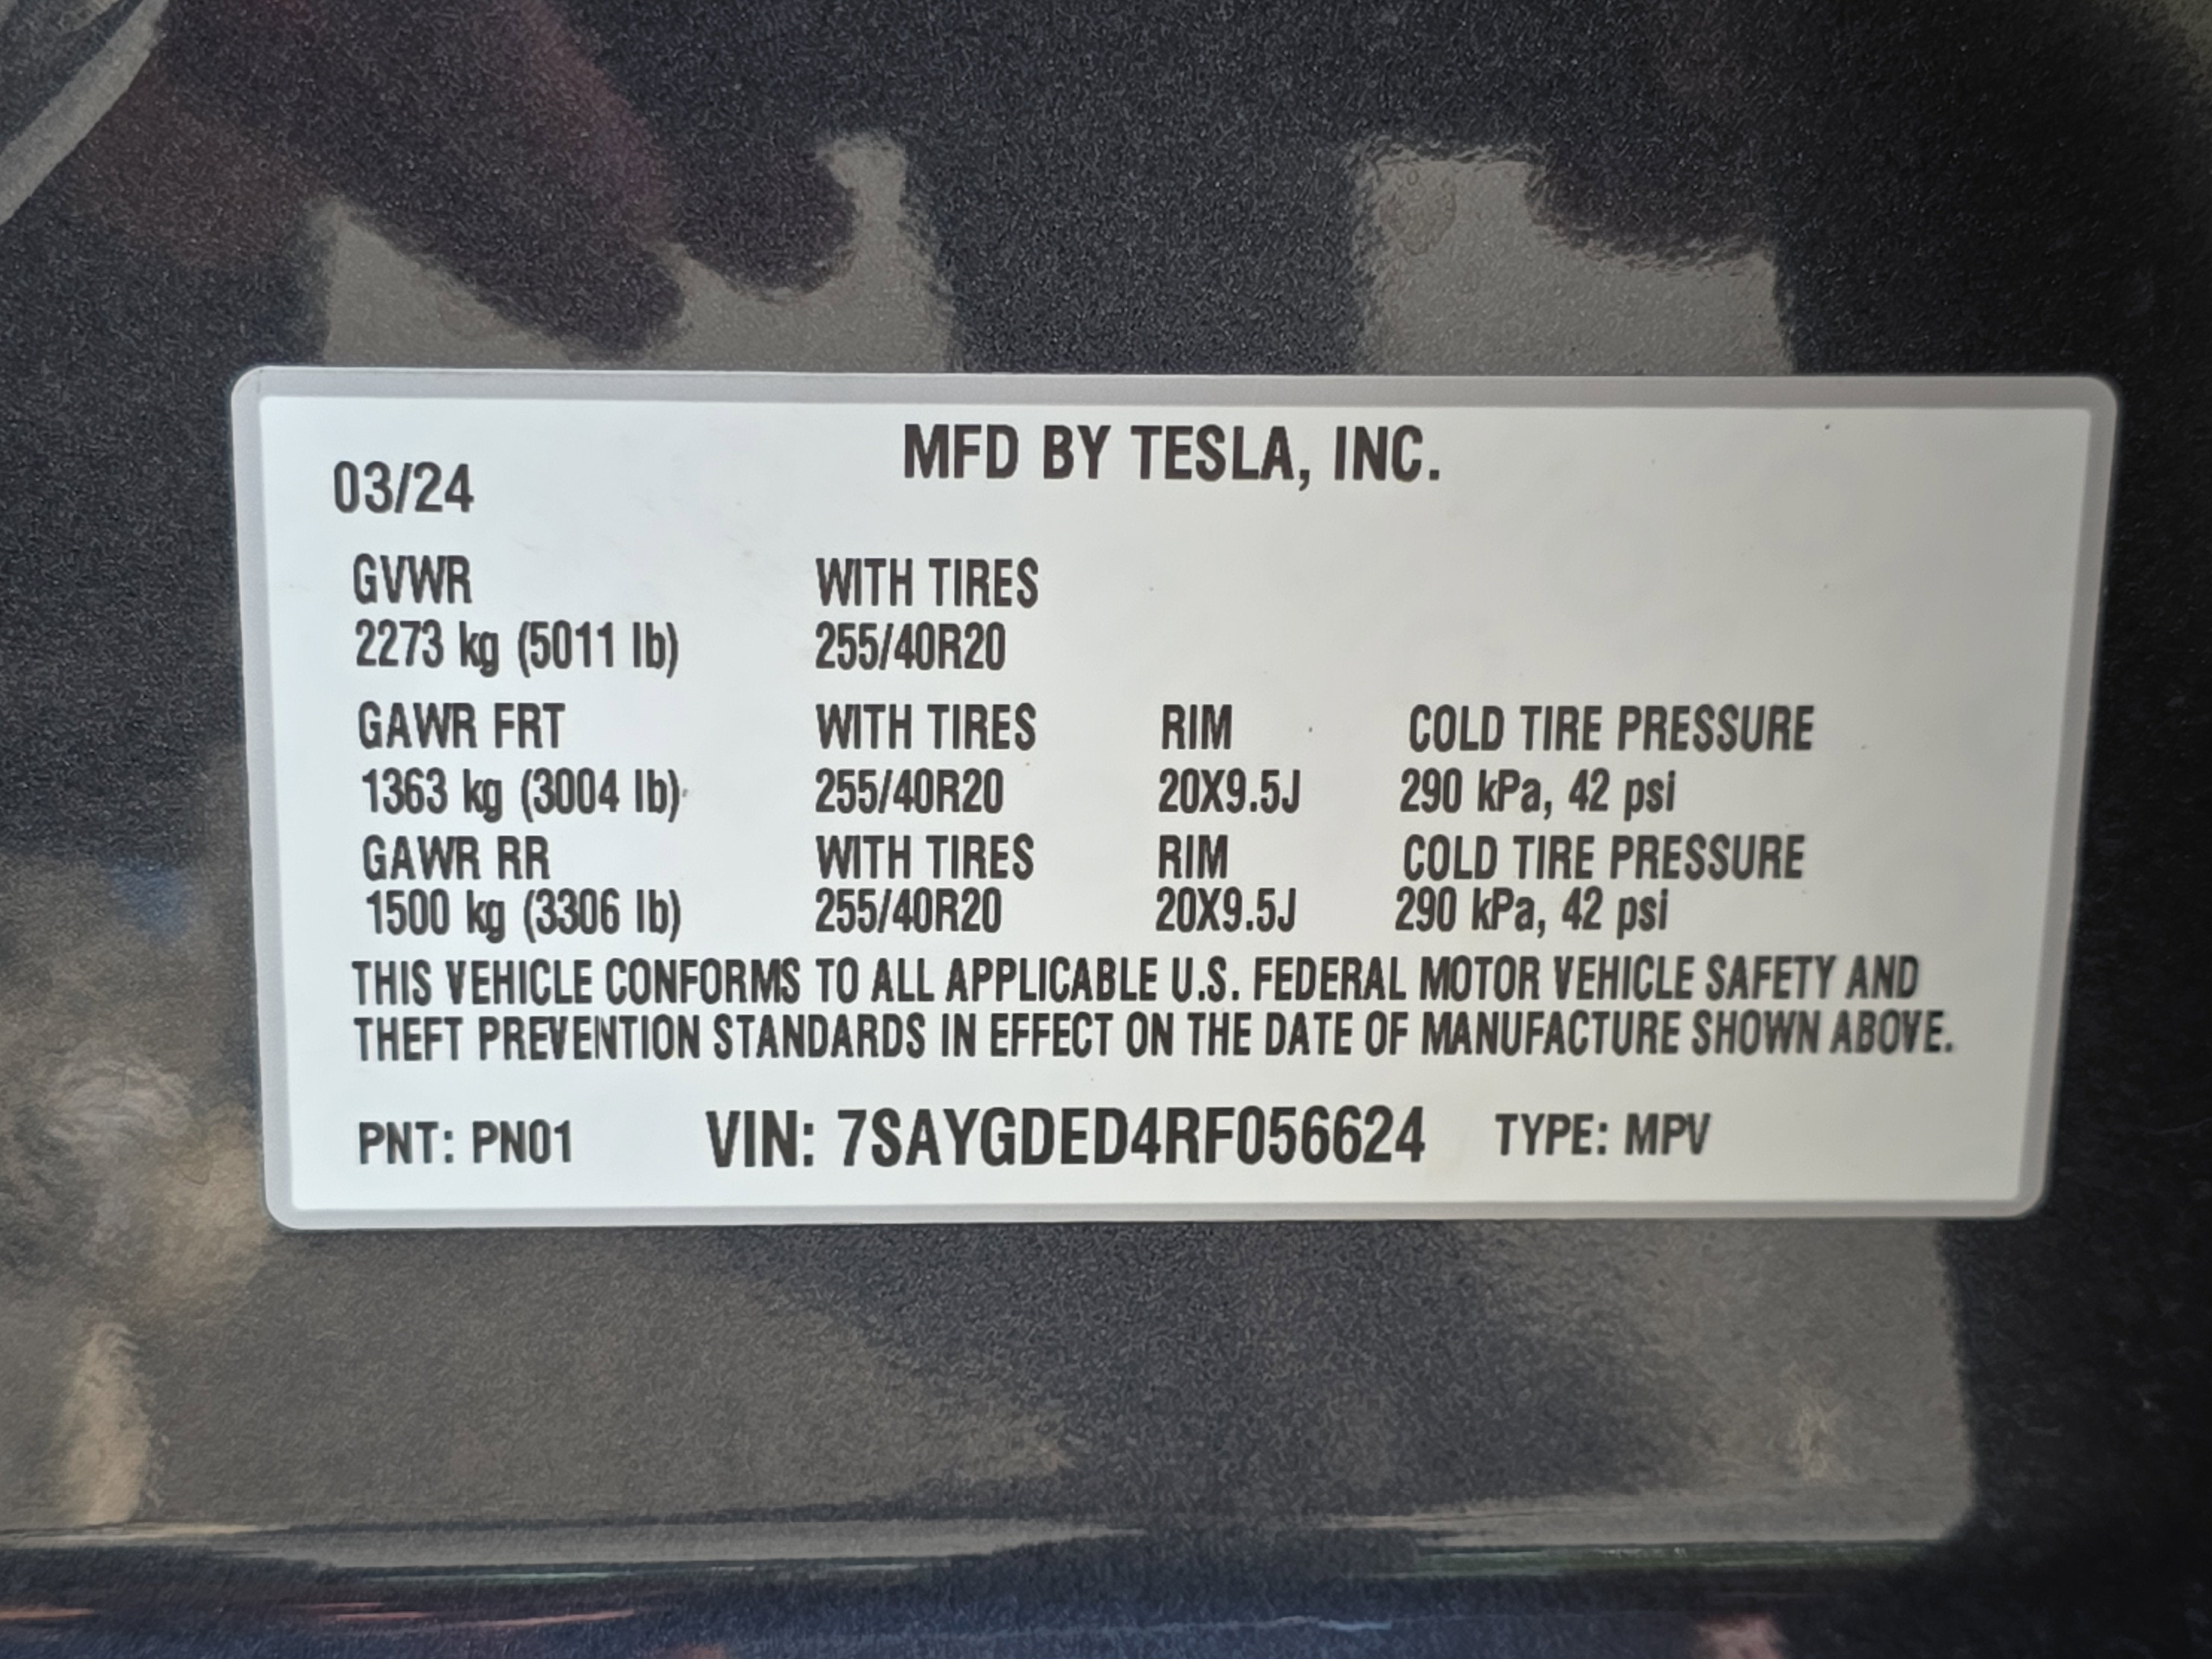 MFD BY TESLA, INC.
03/24
GVWR WITH TIRES
2273 kg (5011 lb) 255/40R20
GAWR FRT WITH TIRES RIM COLD TIRE PRESSURE
1363 kg (3004 lb) 255/40R20 20X9.5J 290 kPa, 42 psi
GAWR RR WITH TIRES RIM COLD TIRE PRESSURE
1500 kg (3306 lb) 255/40R20 20X9.5J 290 kPa, 42 psi
THIS VEHICLE CONFORMS TO ALL APPLICABLE U.S. FEDERAL MOTOR VEHICLE SAFETY AND
THEFT PREVENTION STANDARDS IN EFFECT ON THE DATE OF MANUFACTURE SHOWN ABOVE.
PNT: PN01 VIN: 7SAYGDED4RF056624 TYPE: MPV